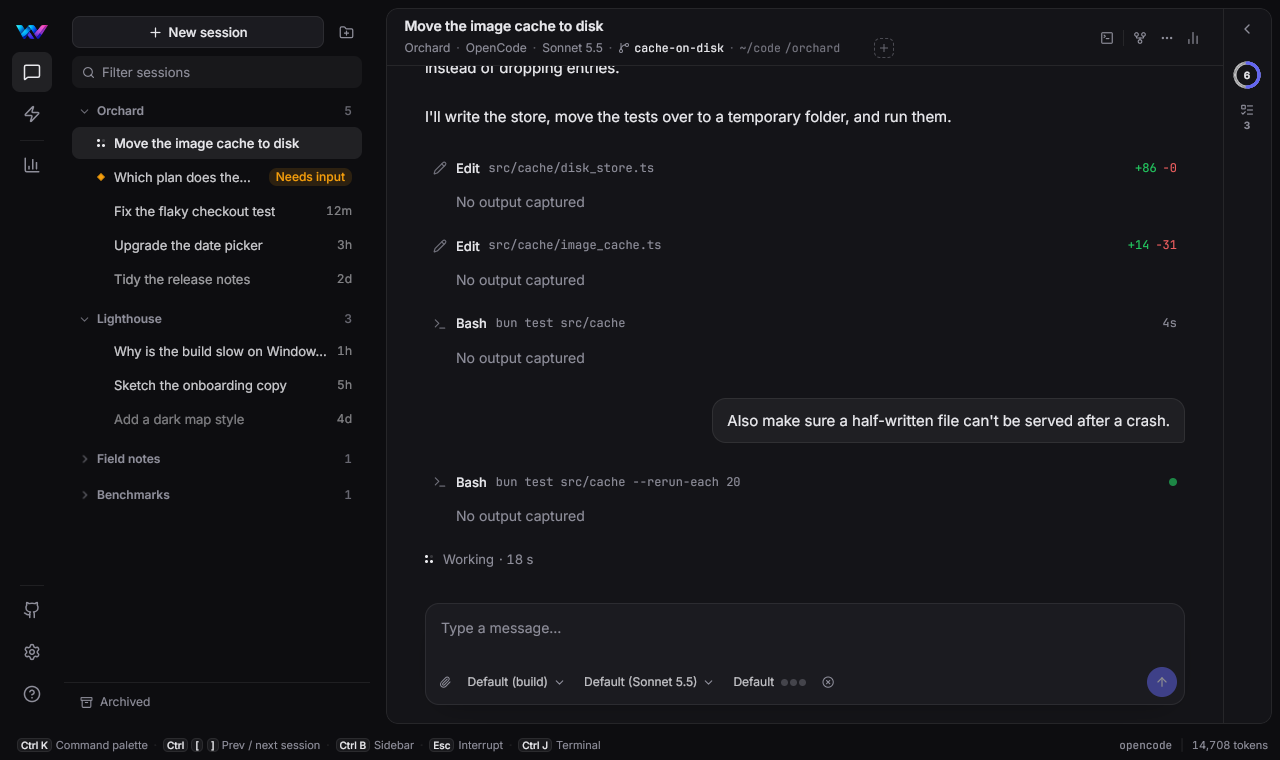 New session
Filter sessions
Orchard 5
Move the image cache to disk
Which plan does the... Needs input
Fix the flaky checkout test 12m
Upgrade the date picker 3h
Tidy the release notes 2d
Lighthouse 3
Why is the build slow on Window... 1h
Sketch the onboarding copy 5h
Add a dark map style 4d
Field notes 1
Benchmarks 1
Archived
Move the image cache to disk
Orchard · OpenCode · Sonnet 5.5 · cache-on-disk · ~/code /orchard
instead of dropping entries.
I'll write the store, move the tests over to a temporary folder, and run them.
Edit src/cache/disk_store.ts +86 -0
No output captured
Edit src/cache/image_cache.ts +14 -31
No output captured
Bash bun test src/cache 4s
No output captured
Also make sure a half-written file can't be served after a crash.
Bash bun test src/cache --rerun-each 20
No output captured
Working · 18 s
Type a message...
Default (build) Default (Sonnet 5.5) Default
6
3
Ctrl K Command palette · Ctrl [ ] Prev / next session · Ctrl B Sidebar · Esc Interrupt · Ctrl J Terminal
opencode 14,708 tokens